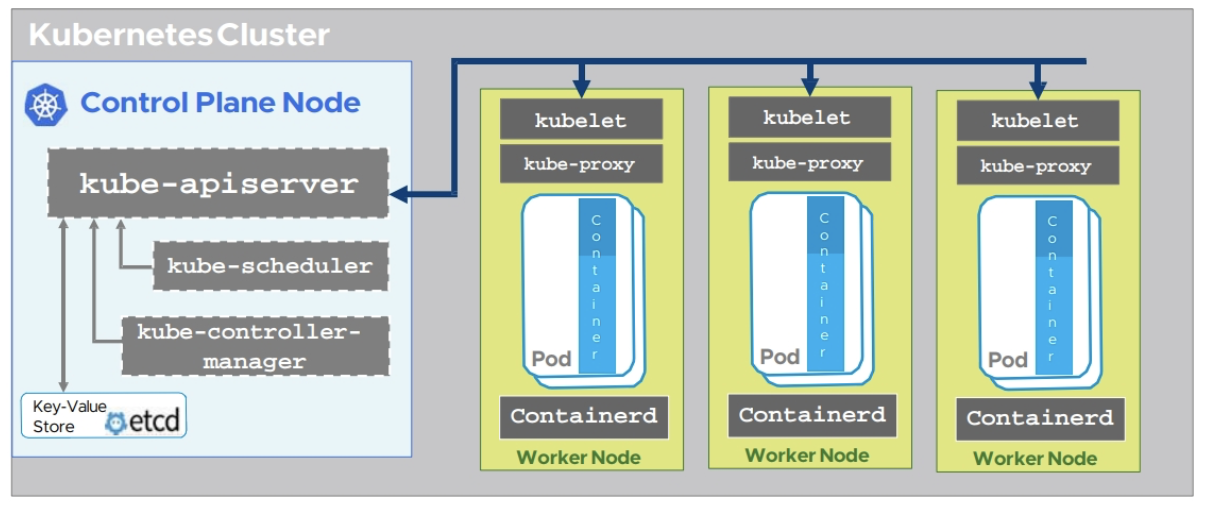 Kubernetes Cluster
Control Plane Node
kube-apiserver
kube-scheduler
kube-controller-
manager
Key-Value
Store
etcd
kubelet
kube-proxy
Container
Pod
Containerd
Worker Node
kubelet
kube-proxy
Container
Pod
Containerd
Worker Node
kubelet
kube-proxy
Container
Pod
Containerd
Worker Node